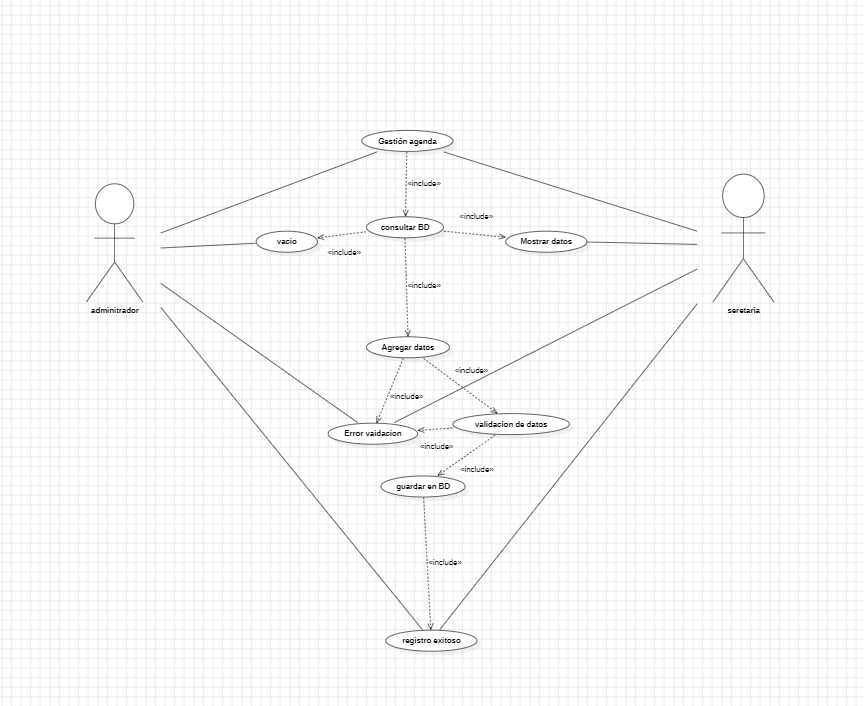 Gestión agenda
«include»
«include»
consultar BD
vacio
Mostrar datos
«include»
«include»
adminitrador
seretaria
Agregar datos
«include»
«include»
validacion de datos
Error vaidacion
«include»
«include»
guardar en BD
«include»
registro exitoso